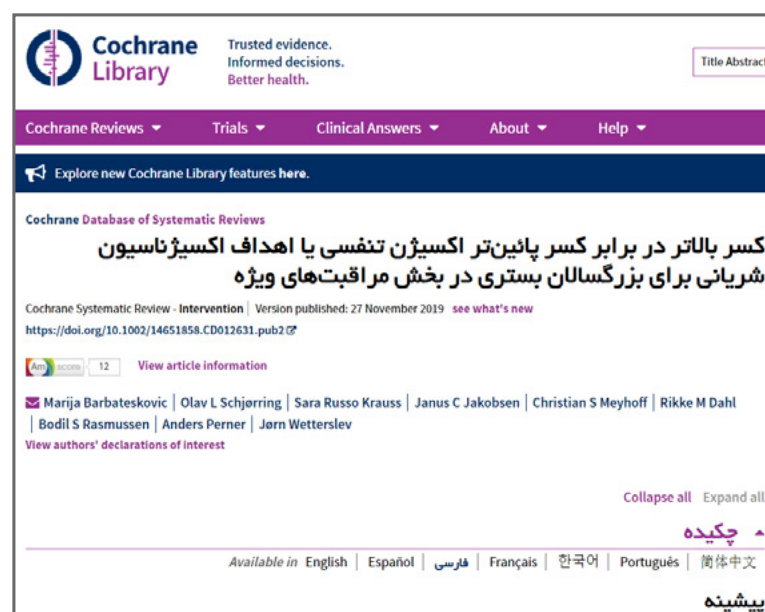 Cochrane
Library
Trusted evidence.
Informed decisions.
Better health.
Title Abstract
Cochrane Reviews
Trials
Clinical Answers
About
Help
Explore new Cochrane Library features here.
Cochrane Database of Systematic Reviews
کسر بالاتر در برابر کسر پائین‌تر اکسیژن تنفسی یا اهداف اکسیژناسیون
شریانی برای بزرگسالان بستری در بخش مراقبت‌های ویژه
Cochrane Systematic Review - Intervention | Version published: 27 November 2019 see what's new
https://doi.org/10.1002/14651858.CD012631.pub2
Am score 12 View article information
Marija Barbateskovic | Olav L Schjørring | Sara Russo Krauss | Janus C Jakobsen | Christian S Meyhoff | Rikke M Dahl
| Bodil S Rasmussen | Anders Perner | Jørn Wetterslev
View authors' declarations of interest
Collapse all Expand all
چکیده
Available in English | Español | فارسی | Français | 한국어 | Português | 简体中文
پیشینه